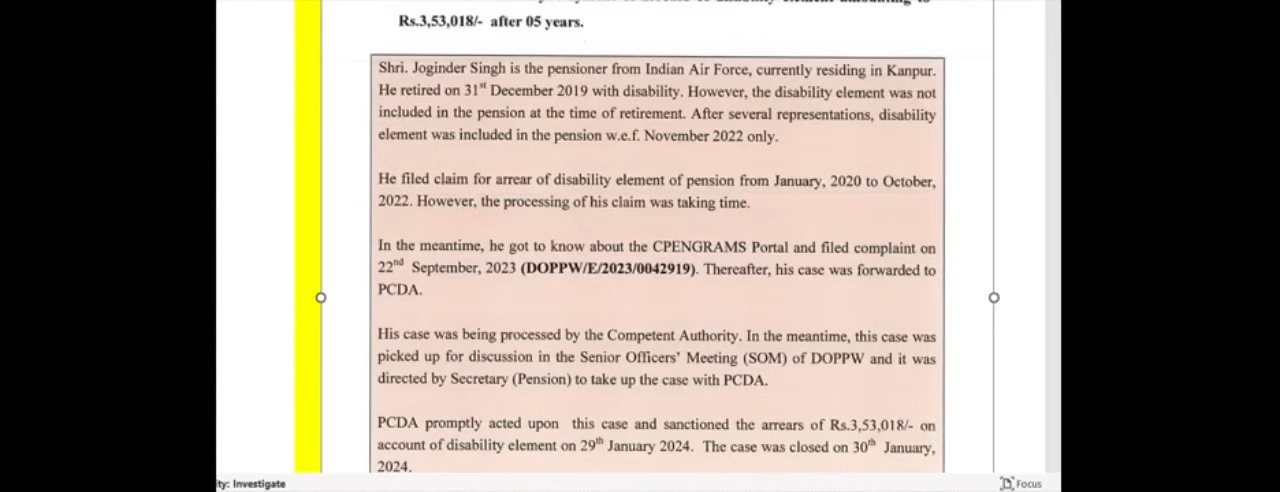 Rs.3,53,018/- after 05 years.
Shri. Joginder Singh is the pensioner from Indian Air Force, currently residing in Kanpur.
He retired on 31st December 2019 with disability. However, the disability element was not
included in the pension at the time of retirement. After several representations, disability
element was included in the pension w.e.f. November 2022 only.
He filed claim for arrear of disability element of pension from January, 2020 to October,
2022. However, the processing of his claim was taking time.
In the meantime, he got to know about the CPENGRAMS Portal and filed complaint on
22nd September, 2023 (DOPPW/E/2023/0042919). Thereafter, his case was forwarded to
PCDA.
His case was being processed by the Competent Authority. In the meantime, this case was
picked up for discussion in the Senior Officers' Meeting (SOM) of DOPPW and it was
directed by Secretary (Pension) to take up the case with PCDA.
PCDA promptly acted upon this case and sanctioned the arrears of Rs.3,53,018/- on
account of disability element on 29th January 2024. The case was closed on 30th January,
2024.
ty: Investigate
Focus